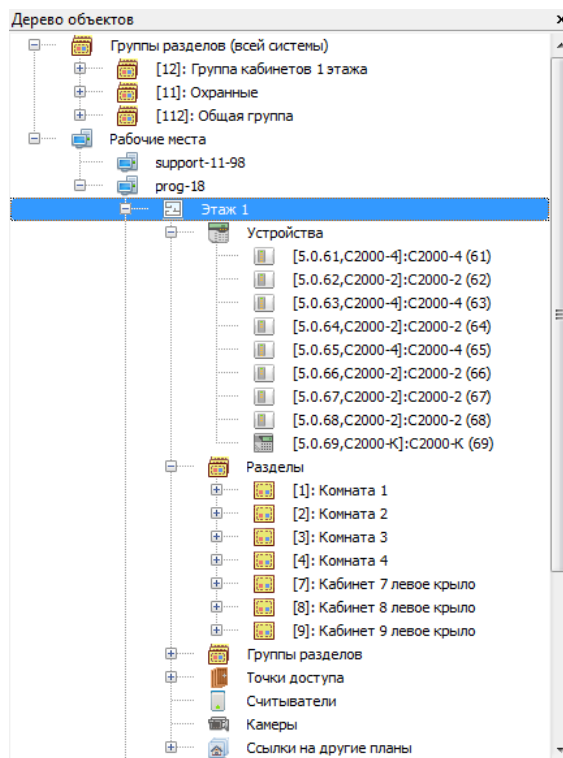 Дерево объектов
Группы разделов (всей системы)
[12]: Группа кабинетов 1 этажа
[11]: Охранные
[112]: Общая группа
Рабочие места
support-11-98
prog-18
Этаж 1
Устройства
[5.0.61,С2000-4]:С2000-4 (61)
[5.0.62,С2000-2]:С2000-2 (62)
[5.0.63,С2000-4]:С2000-4 (63)
[5.0.64,С2000-2]:С2000-2 (64)
[5.0.65,С2000-4]:С2000-4 (65)
[5.0.66,С2000-2]:С2000-2 (66)
[5.0.67,С2000-2]:С2000-2 (67)
[5.0.68,С2000-2]:С2000-2 (68)
[5.0.69,С2000-К]:С2000-К (69)
Разделы
[1]: Комната 1
[2]: Комната 2
[3]: Комната 3
[4]: Комната 4
[7]: Кабинет 7 левое крыло
[8]: Кабинет 8 левое крыло
[9]: Кабинет 9 левое крыло
Группы разделов
Точки доступа
Считыватели
Камеры
Ссылки на другие планы